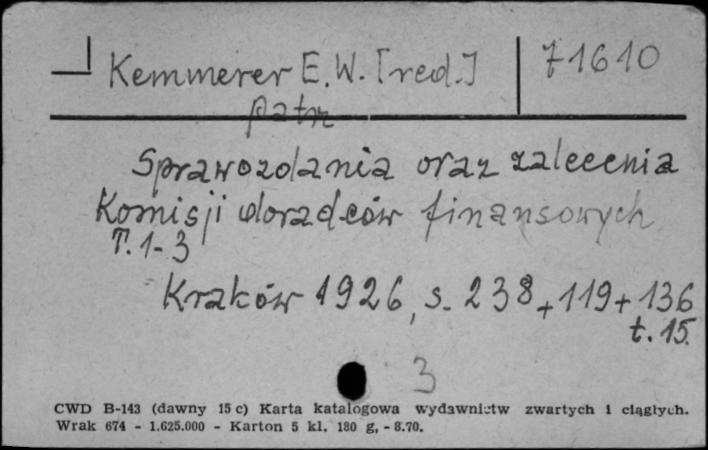 Kemmerer E.W. [red.] 71610
patrz
Sprawozdania oraz zalecenia
Komisji doradców finansowych
T. 1-3
Kraków 1926, s. 238+119+136
t. 15.
3
CWD B-143 (dawny 15 c) Karta katalogowa wydawnictw zwartych i ciągłych.
Wrak 674 - 1.625.000 - Karton 5 kl. 180 g, - 8.70.